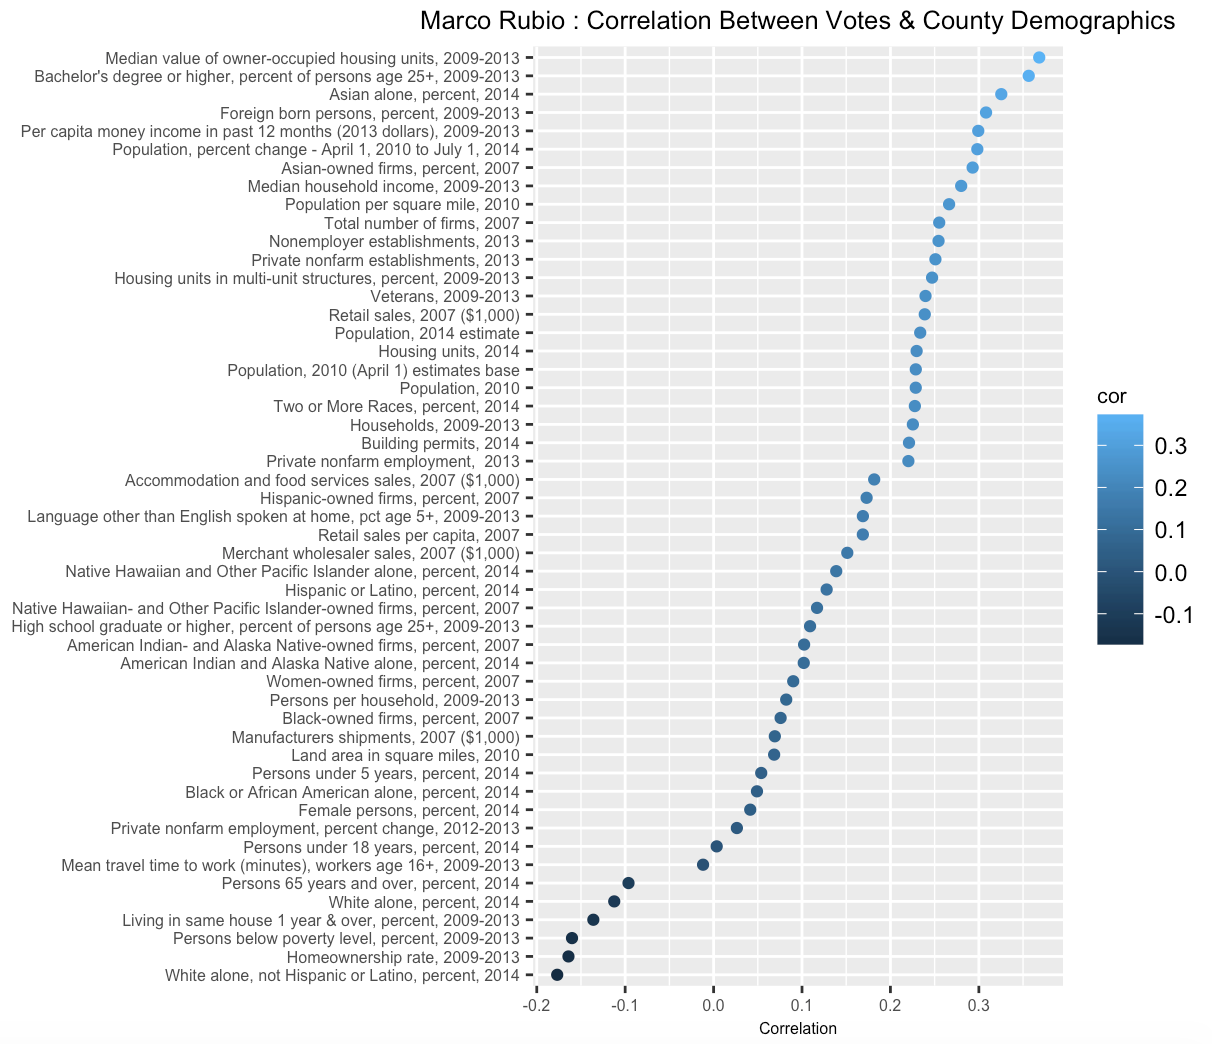 Marco Rubio : Correlation Between Votes & County Demographics
Median value of owner-occupied housing units, 2009-2013
Bachelor's degree or higher, percent of persons age 25+, 2009-2013
Asian alone, percent, 2014
Foreign born persons, percent, 2009-2013
Per capita money income in past 12 months (2013 dollars), 2009-2013
Population, percent change - April 1, 2010 to July 1, 2014
Asian-owned firms, percent, 2007
Median household income, 2009-2013
Population per square mile, 2010
Total number of firms, 2007
Nonemployer establishments, 2013
Private nonfarm establishments, 2013
Housing units in multi-unit structures, percent, 2009-2013
Veterans, 2009-2013
Retail sales, 2007 ($1,000)
Population, 2014 estimate
Housing units, 2014
Population, 2010 (April 1) estimates base
Population, 2010
Two or More Races, percent, 2014
Households, 2009-2013
Building permits, 2014
Private nonfarm employment,  2013
Accommodation and food services sales, 2007 ($1,000)
Hispanic-owned firms, percent, 2007
Language other than English spoken at home, pct age 5+, 2009-2013
Retail sales per capita, 2007
Merchant wholesaler sales, 2007 ($1,000)
Native Hawaiian and Other Pacific Islander alone, percent, 2014
Hispanic or Latino, percent, 2014
Native Hawaiian- and Other Pacific Islander-owned firms, percent, 2007
High school graduate or higher, percent of persons age 25+, 2009-2013
American Indian- and Alaska Native-owned firms, percent, 2007
American Indian and Alaska Native alone, percent, 2014
Women-owned firms, percent, 2007
Persons per household, 2009-2013
Black-owned firms, percent, 2007
Manufacturers shipments, 2007 ($1,000)
Land area in square miles, 2010
Persons under 5 years, percent, 2014
Black or African American alone, percent, 2014
Female persons, percent, 2014
Private nonfarm employment, percent change, 2012-2013
Persons under 18 years, percent, 2014
Mean travel time to work (minutes), workers age 16+, 2009-2013
Persons 65 years and over, percent, 2014
White alone, percent, 2014
Living in same house 1 year & over, percent, 2009-2013
Persons below poverty level, percent, 2009-2013
Homeownership rate, 2009-2013
White alone, not Hispanic or Latino, percent, 2014
-0.2 -0.1 0.0 0.1 0.2 0.3
Correlation
cor
0.3
0.2
0.1
0.0
-0.1